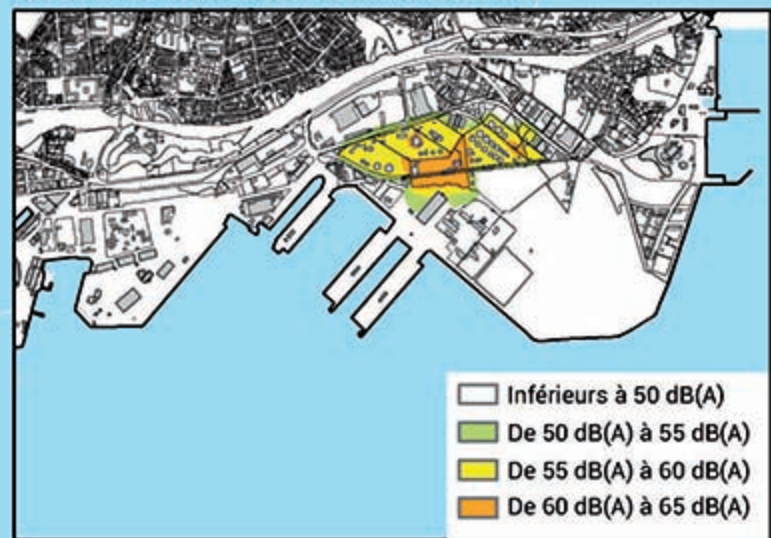 Inférieurs à 50 dB(A)
De 50 dB(A) à 55 dB(A)
De 55 dB(A) à 60 dB(A)
De 60 dB(A) à 65 dB(A)